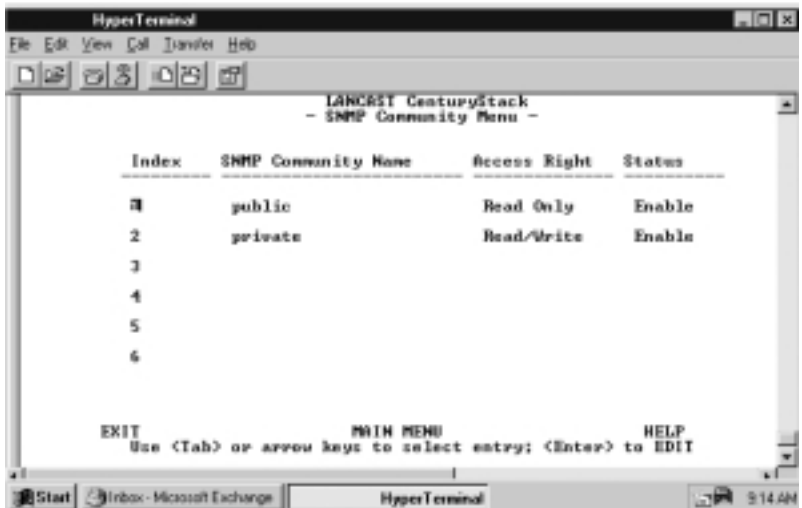 HyperTerminal
File Edit View Call Transfer Help
LANCAST CenturyStack
- SNMP Community Menu -
Index SNMP Community Name Access Right Status
1 public Read Only Enable
2 private Read/Write Enable
3
4
5
6
EXIT MAIN MENU HELP
Use <Tab> or arrow keys to select entry; <Enter> to EDIT
Start Inbox - Microsoft Exchange HyperTerminal 9:14 AM